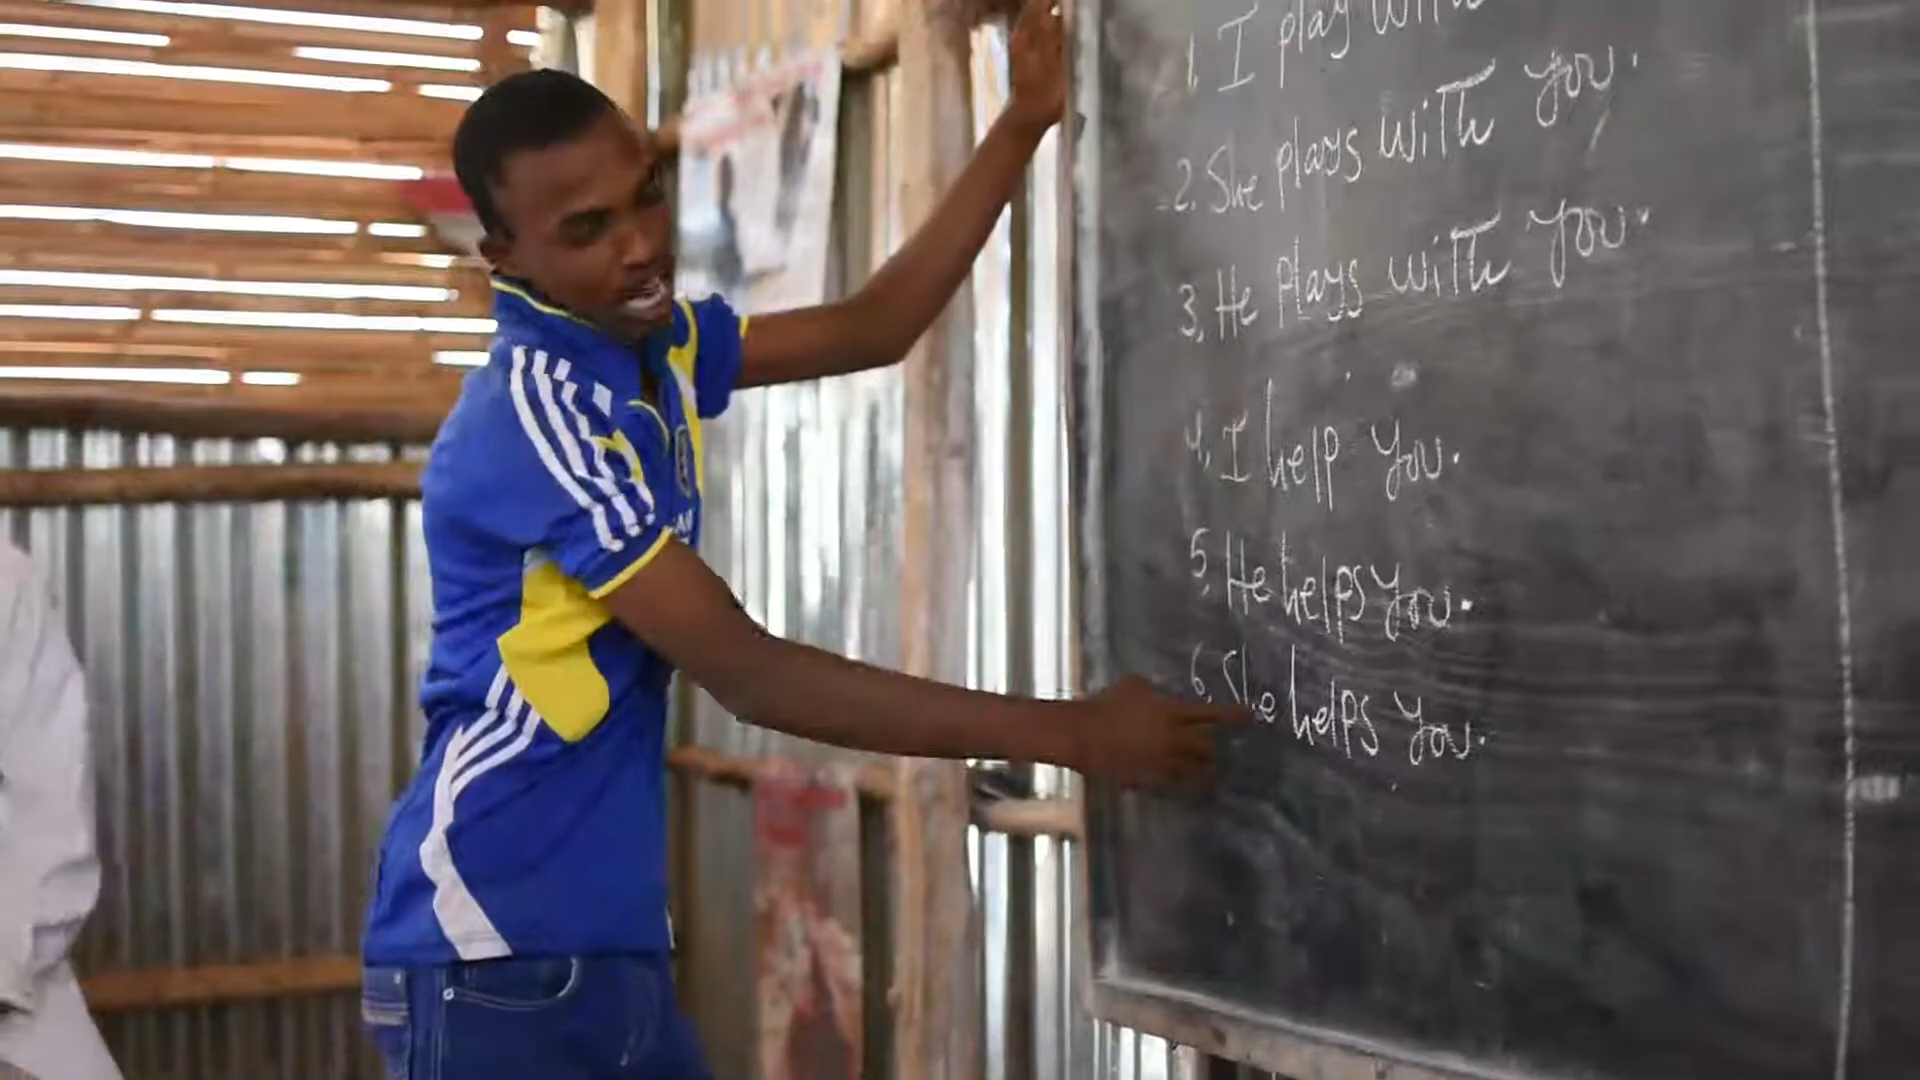 1. I play with
2. She plays with you.
3. He Plays with you.
4. I help you.
5. He helps you.
6. She helps you.